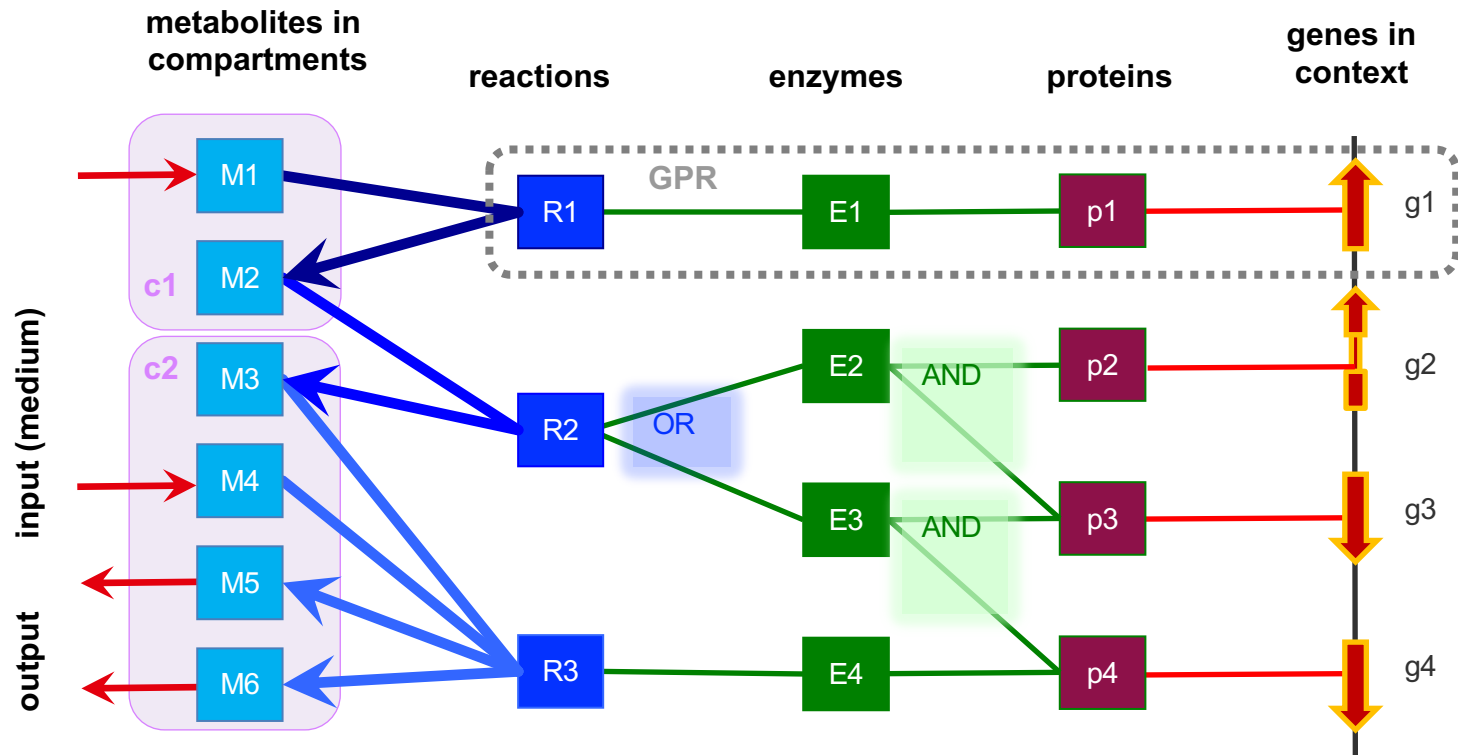 metabolites in
compartments
reactions
enzymes
proteins
genes in
context
GPR
M1
R1
E1
p1
g1
M2
c1
c2
M3
E2
AND
p2
g2
OR
R2
M4
E3
AND
p3
g3
M5
M6
R3
E4
p4
g4
input (medium)
output